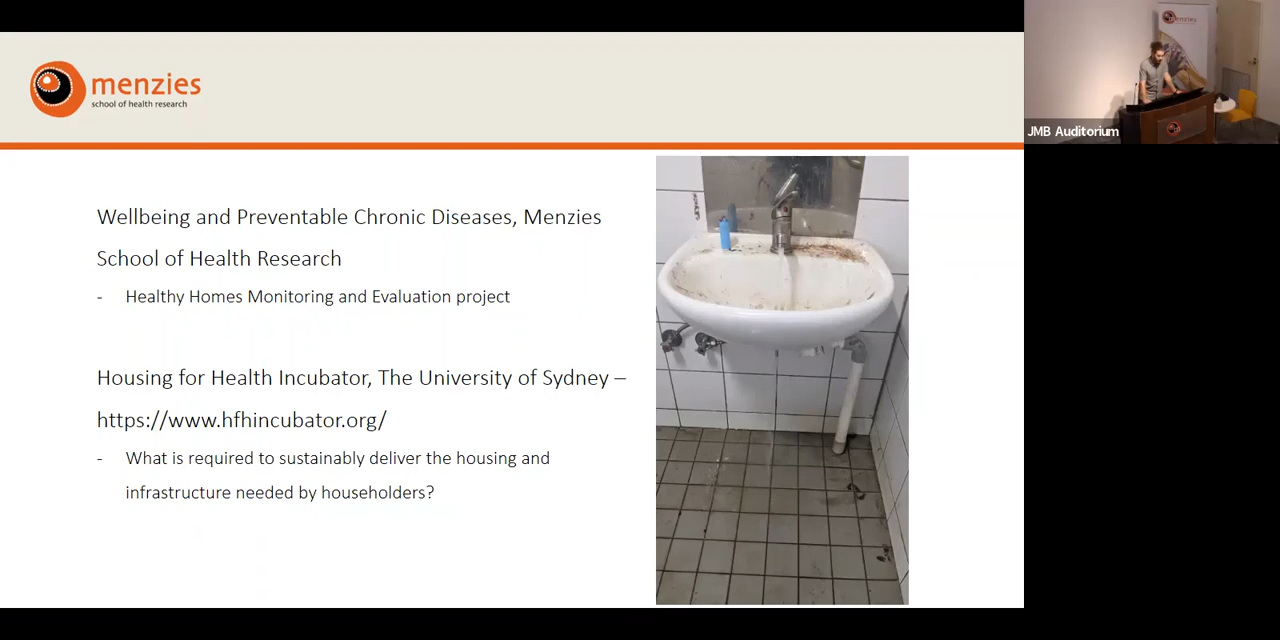 menzies
school of health research
Wellbeing and Preventable Chronic Diseases, Menzies
School of Health Research
- Healthy Homes Monitoring and Evaluation project
Housing for Health Incubator, The University of Sydney –
https://www.hfhincubator.org/
- What is required to sustainably deliver the housing and
infrastructure needed by householders?
menzies
JMB Auditorium